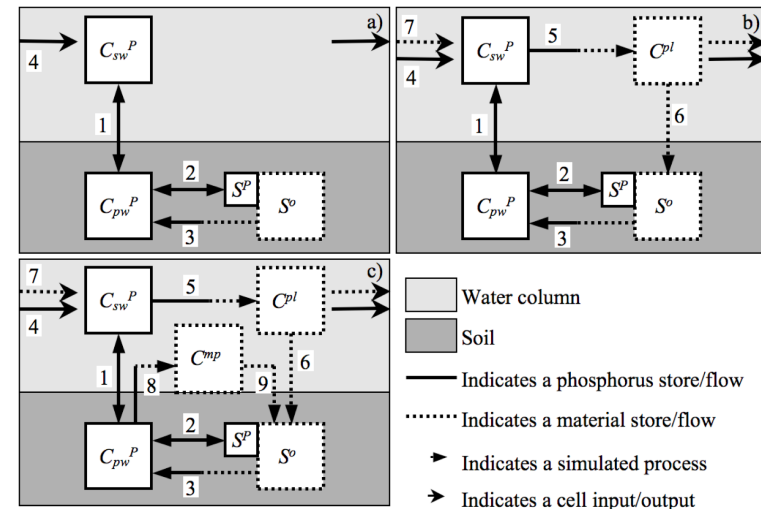 a)
C_sw^P
4
1
2
C_pw^P
S^P
S^o
3
b)
7
C_sw^P
5
C^pl
4
1
6
2
C_pw^P
S^P
S^o
3
c)
7
C_sw^P
5
C^pl
4
C^mp
1
8
9
6
2
C_pw^P
S^P
S^o
3
Water column
Soil
Indicates a phosphorus store/flow
Indicates a material store/flow
Indicates a simulated process
Indicates a cell input/output